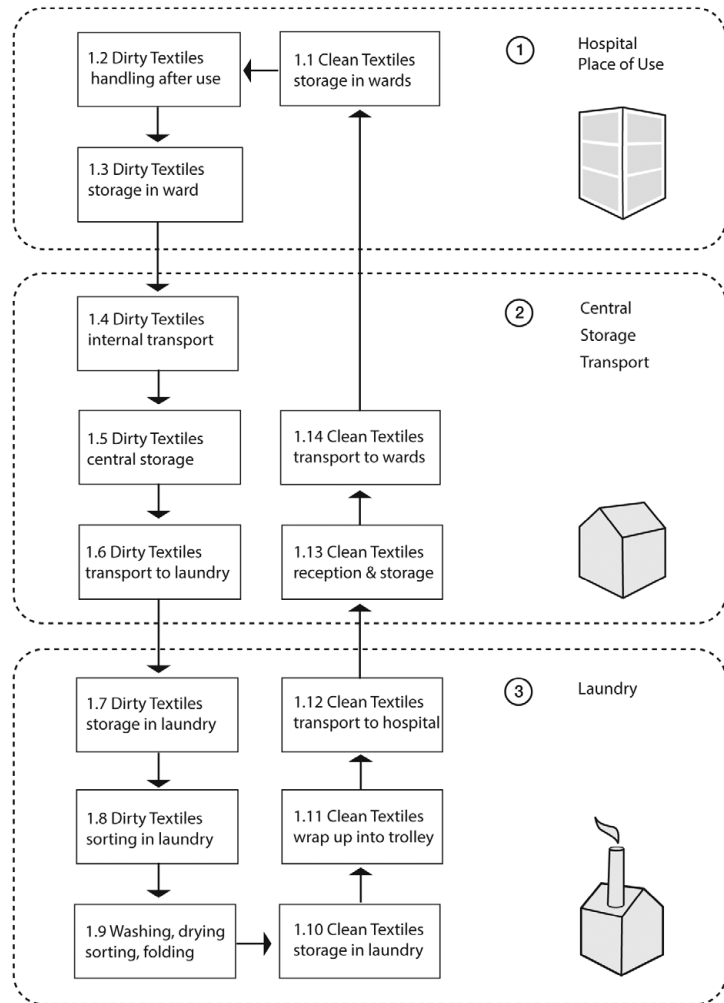 1.2 Dirty Textiles
handling after use
1.1 Clean Textiles
storage in wards
1
Hospital
Place of Use
1.3 Dirty Textiles
storage in ward
1.4 Dirty Textiles
internal transport
2
Central
Storage
Transport
1.5 Dirty Textiles
central storage
1.14 Clean Textiles
transport to wards
1.6 Dirty Textiles
transport to laundry
1.13 Clean Textiles
reception & storage
1.7 Dirty Textiles
storage in laundry
1.12 Clean Textiles
transport to hospital
3
Laundry
1.8 Dirty Textiles
sorting in laundry
1.11 Clean Textiles
wrap up into trolley
1.9 Washing, drying
sorting, folding
1.10 Clean Textiles
storage in laundry